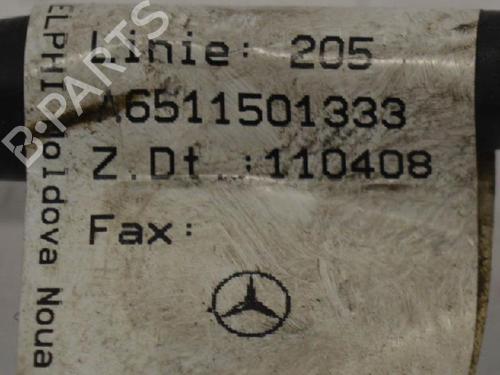 Linie: 205
A6511501333
Z.Dt.:110408
Fax:
ELPHI Moldova Noua
B-PARTS